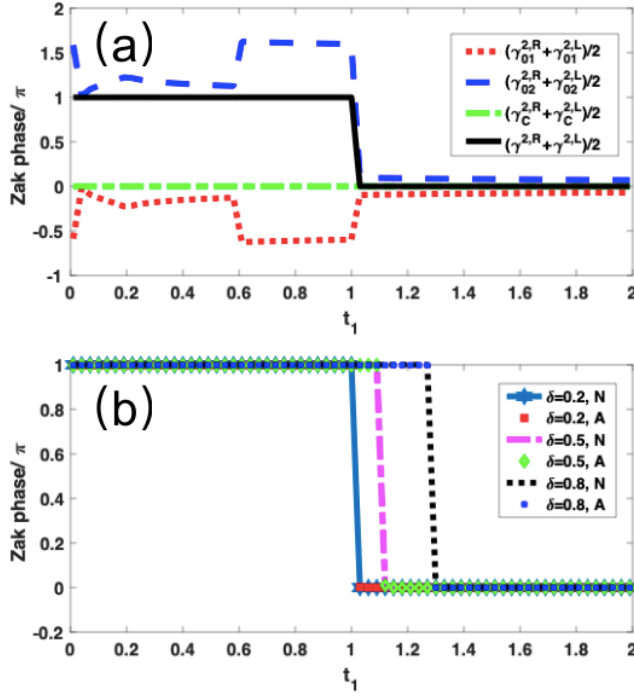 (a)
2
1.5
1
0.5
0
-0.5
-1
Zak phase/ π
(γ₀₁^{2,R}+γ₀₁^{2,L})/2
(γ₀₂^{2,R}+γ₀₂^{2,L})/2
(γ_C^{2,R}+γ_C^{2,L})/2
(γ^{2,R}+γ^{2,L})/2
0 0.2 0.4 0.6 0.8 1 1.2 1.4 1.6 1.8 2
t₁
(b)
1
0.8
0.6
0.4
0.2
0
-0.2
Zak phase/ π
δ=0.2, N
δ=0.2, A
δ=0.5, N
δ=0.5, A
δ=0.8, N
δ=0.8, A
0 0.2 0.4 0.6 0.8 1 1.2 1.4 1.6 1.8 2
t₁